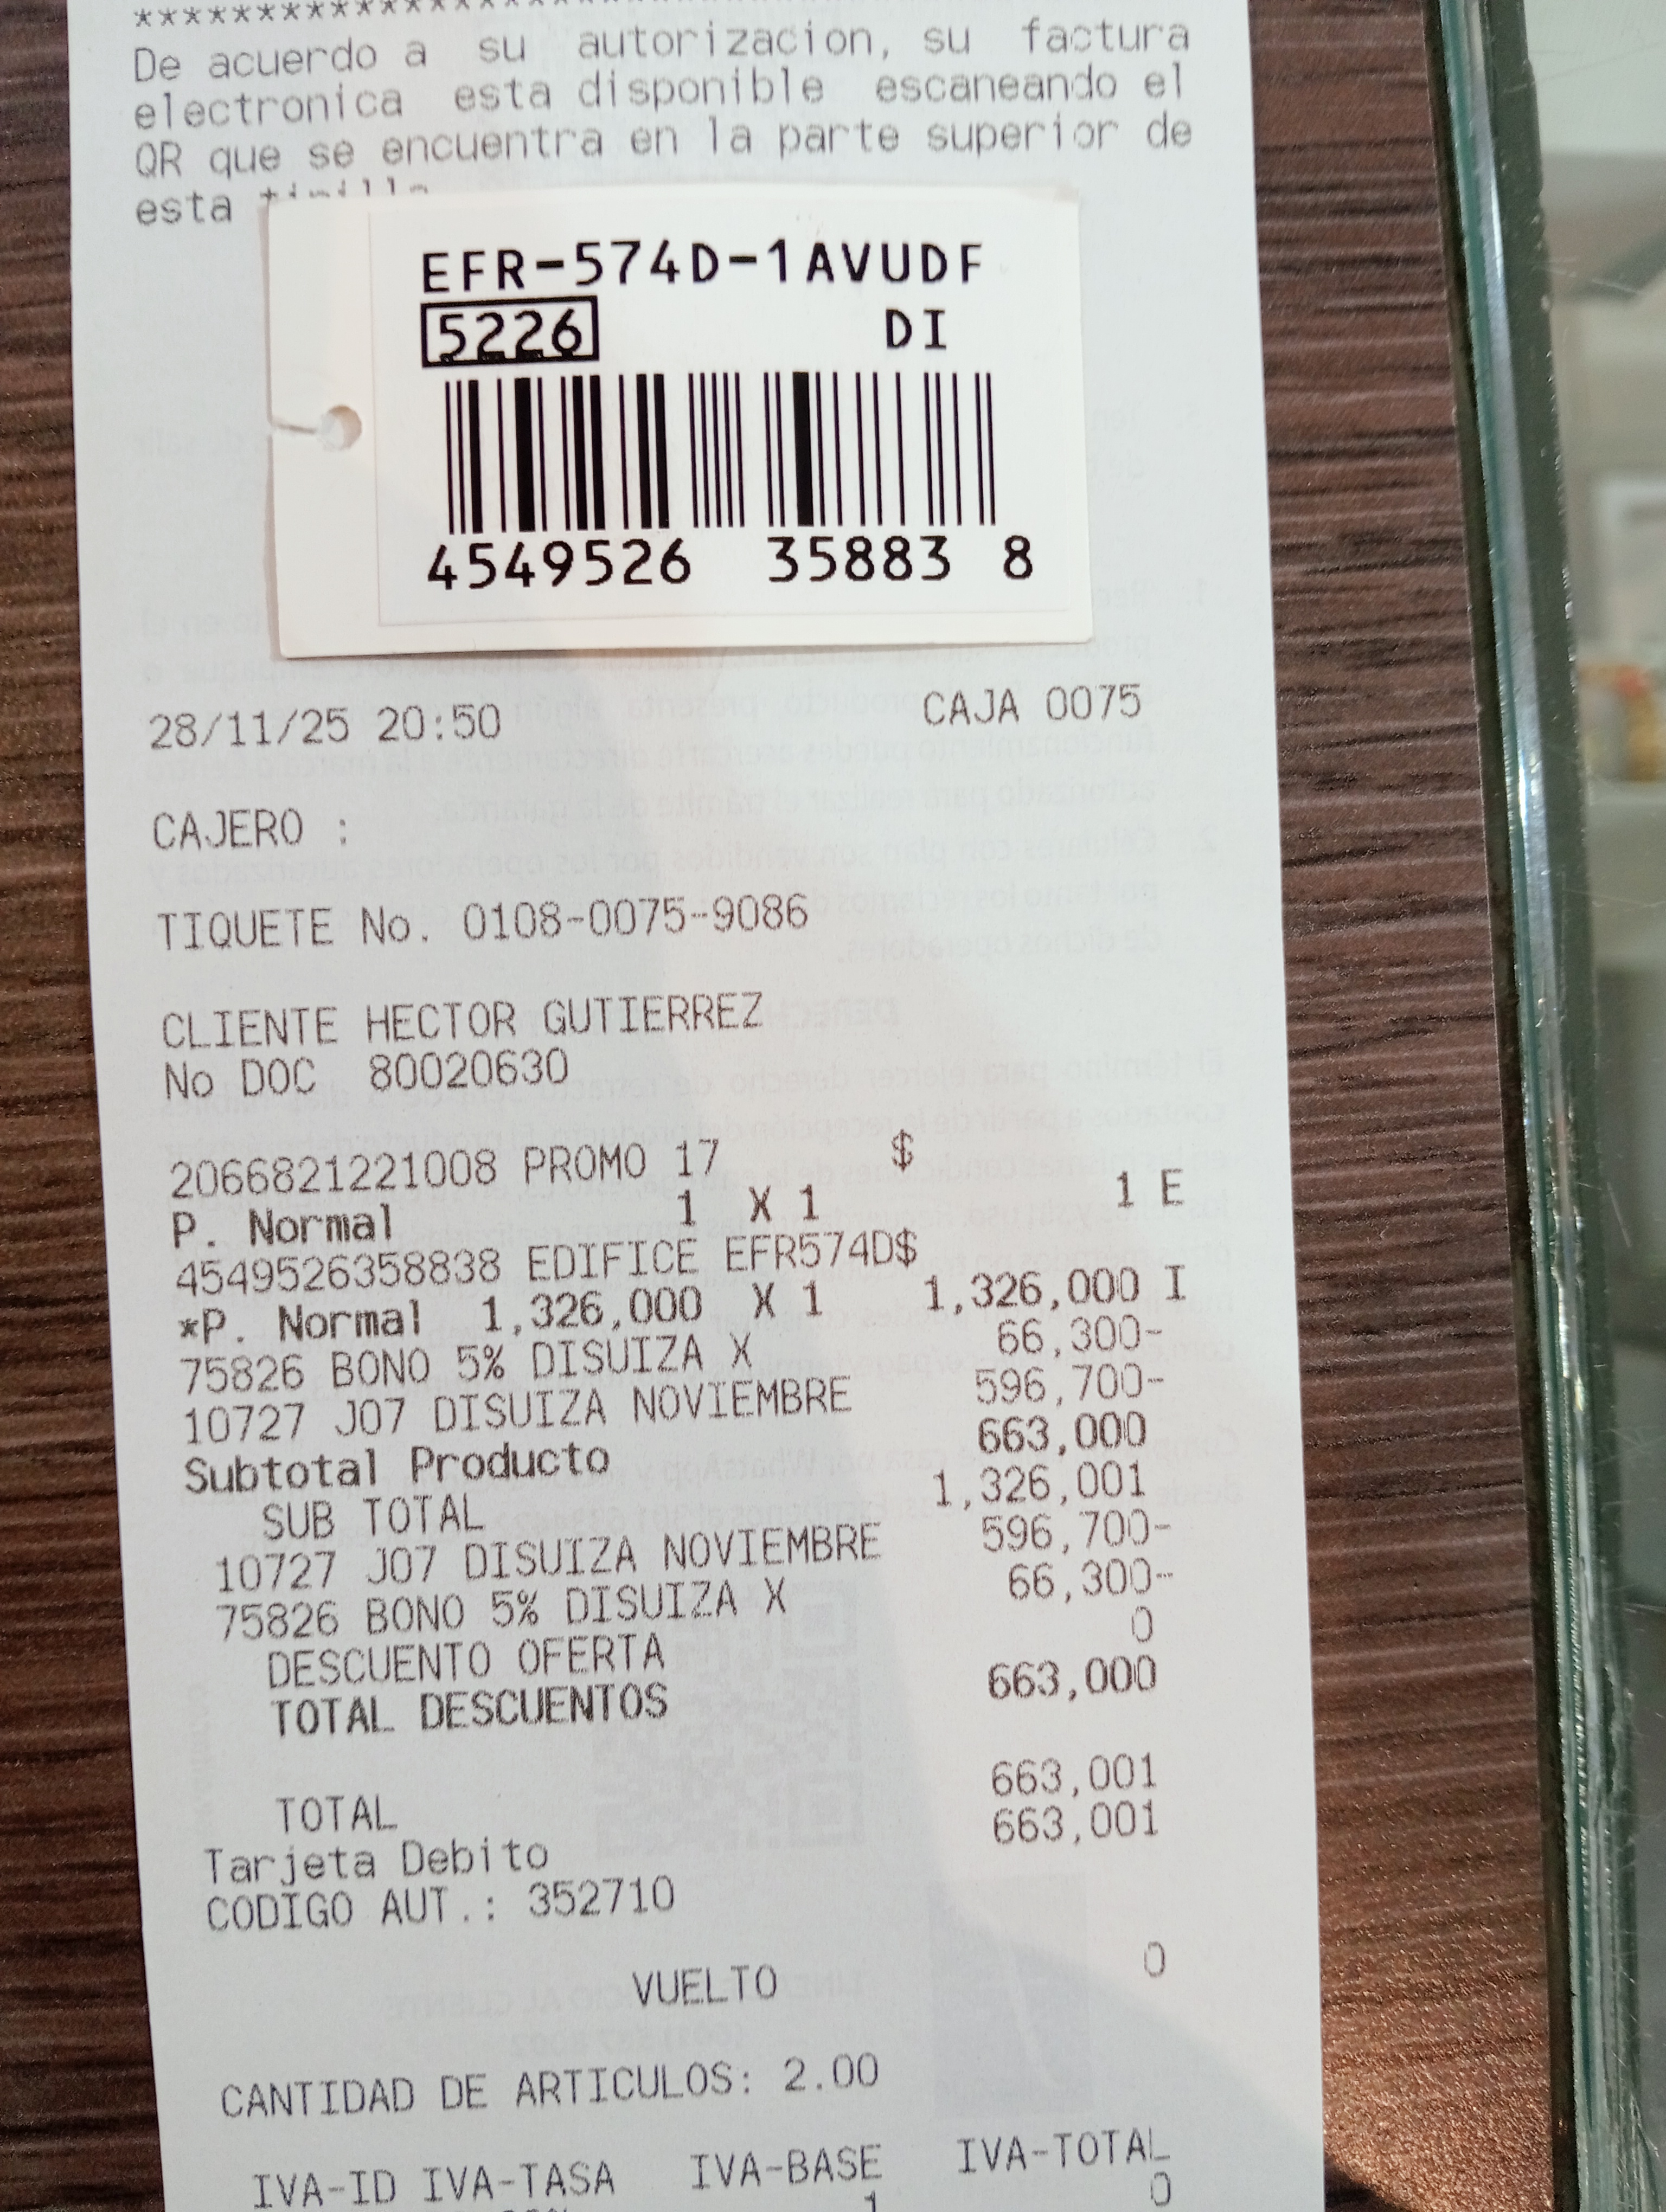 ************************************
De acuerdo a su autorizacion, su factura
electronica esta disponible escaneando el
QR que se encuentra en la parte superior de
esta
EFR-574D-1AVUDF
5226 DI
4549526 35883 8
28/11/25 20:50 CAJA 0075
CAJERO :
TIQUETE No. 0108-0075-9086
CLIENTE HECTOR GUTIERREZ
No DOC 80020630
2066821221008 PROMO 17 $
P. Normal 1 X 1 1 E
4549526358838 EDIFICE EFR574D$
*P. Normal 1,326,000 X 1 1,326,000 I
75826 BONO 5% DISUIZA X 66,300-
10727 J07 DISUIZA NOVIEMBRE 596,700-
Subtotal Producto 663,000
SUB TOTAL 1,326,001
10727 J07 DISUIZA NOVIEMBRE 596,700-
75826 BONO 5% DISUIZA X 66,300-
DESCUENTO OFERTA 0
TOTAL DESCUENTOS 663,000
TOTAL 663,001
Tarjeta Debito 663,001
CODIGO AUT.: 352710
VUELTO 0
CANTIDAD DE ARTICULOS: 2.00
IVA-ID IVA-TASA IVA-BASE IVA-TOTAL
1 0